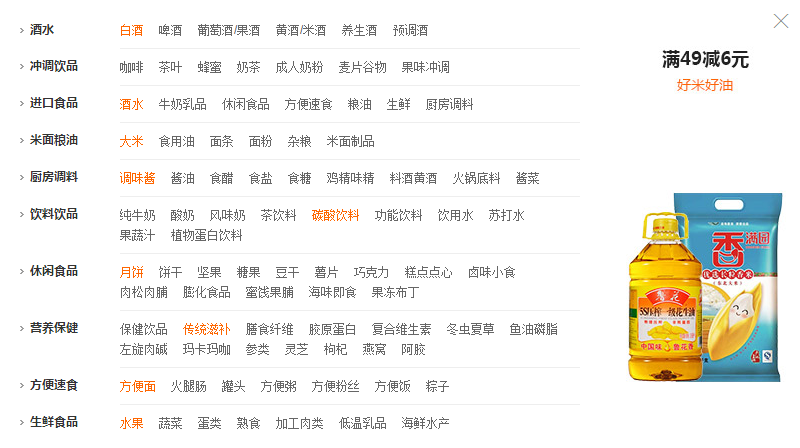 酒水 白酒 啤酒 葡萄酒/果酒 黄酒/米酒 养生酒 预调酒
冲调饮品 咖啡 茶叶 蜂蜜 奶茶 成人奶粉 麦片谷物 果味冲调
进口食品 酒水 牛奶乳品 休闲食品 方便速食 粮油 生鲜 厨房调料
米面粮油 大米 食用油 面条 面粉 杂粮 米面制品
厨房调料 调味酱 酱油 食醋 食盐 食糖 鸡精味精 料酒黄酒 火锅底料 酱菜
饮料饮品 纯牛奶 酸奶 风味奶 茶饮料 碳酸饮料 功能饮料 饮用水 苏打水
果蔬汁 植物蛋白饮料
休闲食品 月饼 饼干 坚果 糖果 豆干 薯片 巧克力 糕点点心 卤味小食
肉松肉脯 膨化食品 蜜饯果脯 海味即食 果冻布丁
营养保健 保健饮品 传统滋补 膳食纤维 胶原蛋白 复合维生素 冬虫夏草 鱼油磷脂
左旋肉碱 玛卡玛咖 参类 灵芝 枸杞 燕窝 阿胶
方便速食 方便面 火腿肠 罐头 方便粥 方便粉丝 方便饭 粽子
生鲜食品 水果 蔬菜 蛋类 熟食 加工肉类 低温乳品 海鲜水产
满49减6元
好米好油
香
满园
优选长粒香米
鲁花
5S压榨一级花生油
中国味 鲁花香